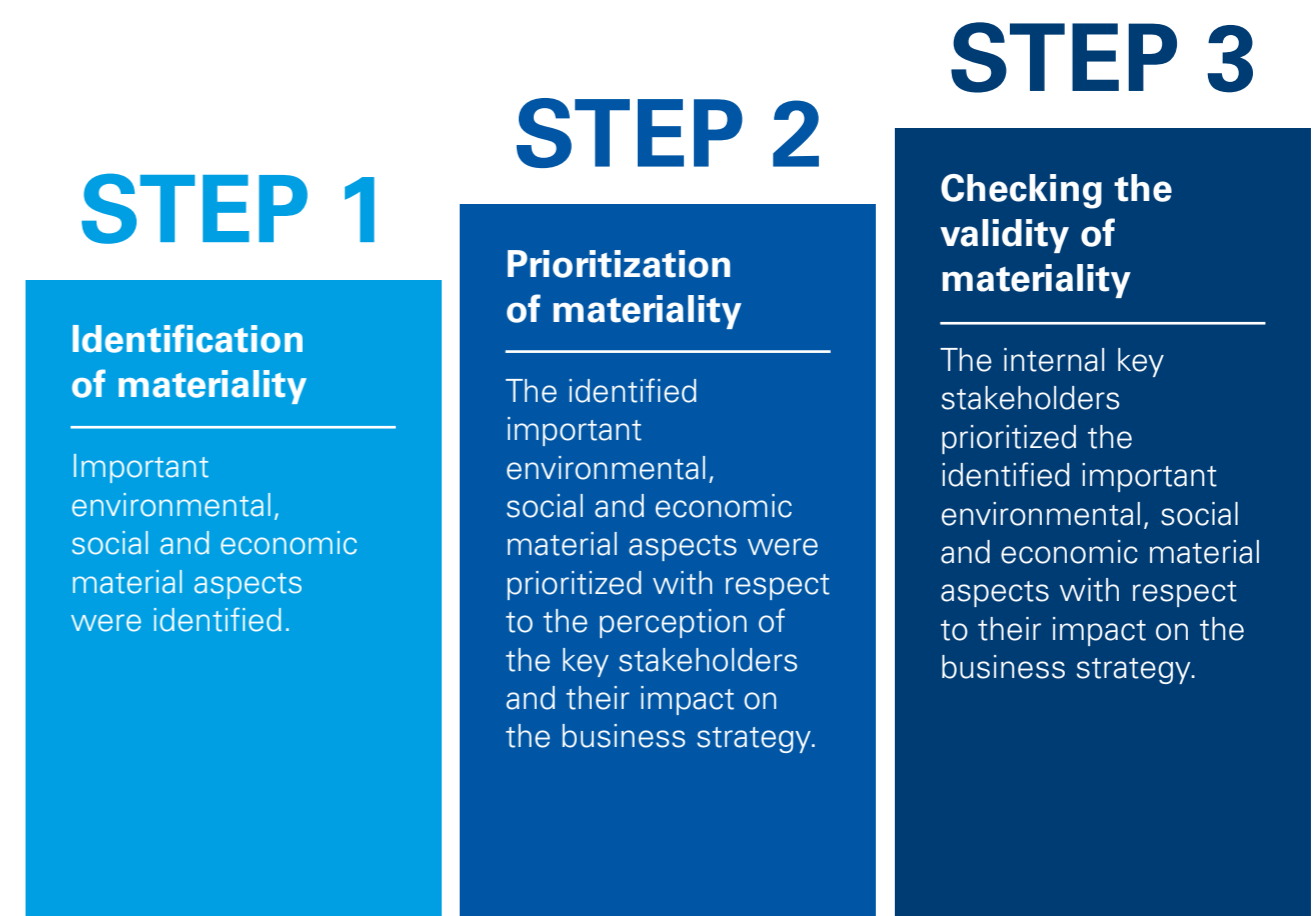 STEP 1
Identification
of materiality
Important
environmental,
social and economic
material aspects
were identified.
STEP 2
Prioritization
of materiality
The identified
important
environmental,
social and economic
material aspects were
prioritized with respect
to the perception of
the key stakeholders
and their impact on
the business strategy.
STEP 3
Checking the
validity of
materiality
The internal key
stakeholders
prioritized the
identified important
environmental, social
and economic material
aspects with respect
to their impact on the
business strategy.